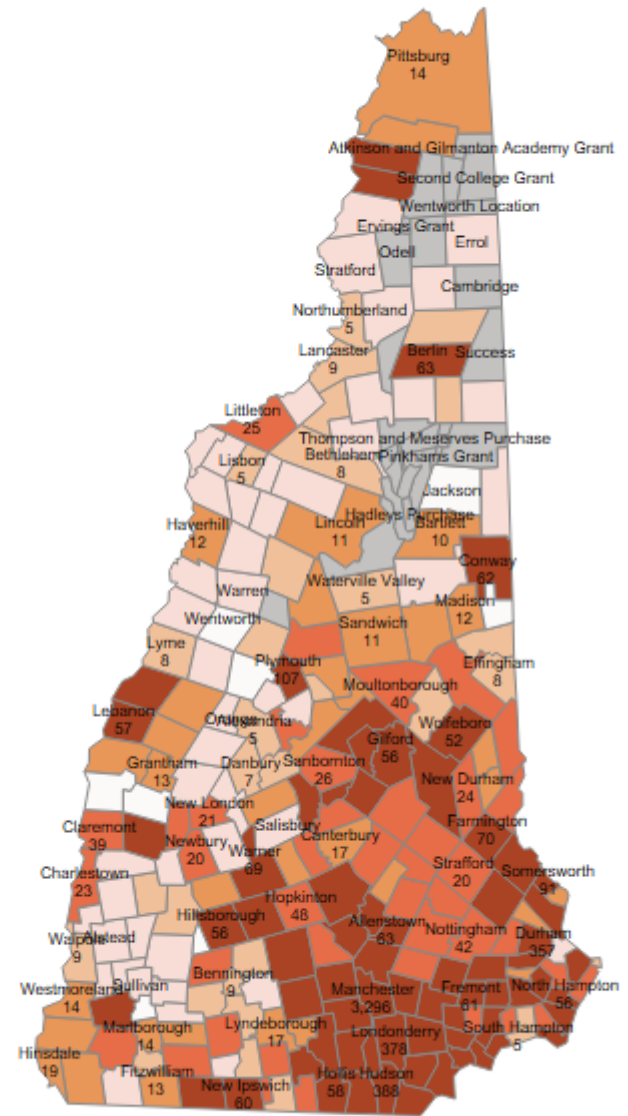 Pittsburg
14
Atkinson and Gilmanton Academy Grant
Second College Grant
Wentworth Location
Ervings Grant
Errol
Odell
Stratford
Cambridge
Northumberland
5
Lancaster
9
Berlin
63
Success
Littleton
25
Thompson and Meserves Purchase
Bethlehem
8
Pinkhams Grant
Lisbon
5
Jackson
Hadleys Purchase
Haverhill
12
Lincoln
11
Bartlett
10
Conway
62
Waterville Valley
5
Warren
Madison
12
Wentworth
Sandwich
11
Lyme
8
Plymouth
107
Effingham
8
Moultonborough
40
Lebanon
57
Orange
Alexandria
5
Wolfeboro
52
Gilford
56
Grantham
13
Danbury
7
Sanbornton
26
New Durham
24
New London
21
Claremont
39
Salisbury
Farmington
70
Newbury
20
Warner
69
Canterbury
17
Charlestown
23
Strafford
20
Somersworth
91
Hopkinton
48
Hillsborough
56
Allenstown
63
Nottingham
42
Durham
357
Walpole
9
Alstead
Bennington
9
Westmoreland
14
Sullivan
Manchester
3,296
Fremont
61
North Hampton
56
Marlborough
14
Lyndeborough
17
Londonderry
378
South Hampton
5
Hinsdale
19
Fitzwilliam
13
New Ipswich
60
Hollis
58
Hudson
388